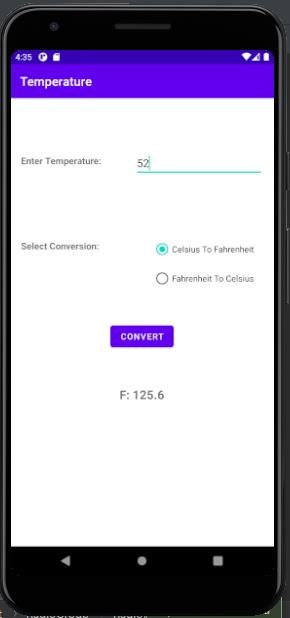 4:35
Temperature
Enter Temperature: 52
Select Conversion: Celsius To Fahrenheit
Fahrenheit To Celsius
CONVERT
F: 125.6